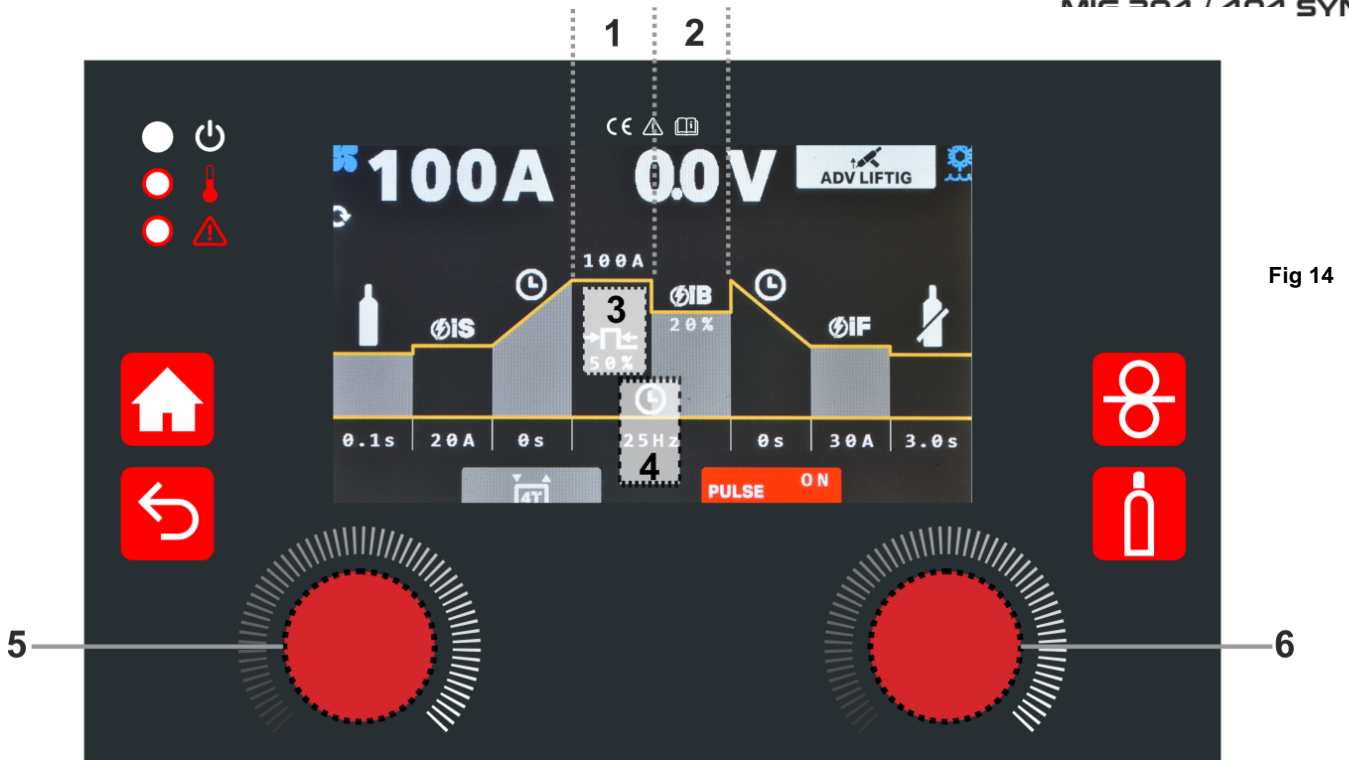 1 2
CE
100A 0.0V ADV LIFTIG
100A
iS 3 iB iF
50% 20%
Fig 14
0.1s 20A 0s 25Hz 0s 30A 3.0s
4
4T PULSE ON
5 6